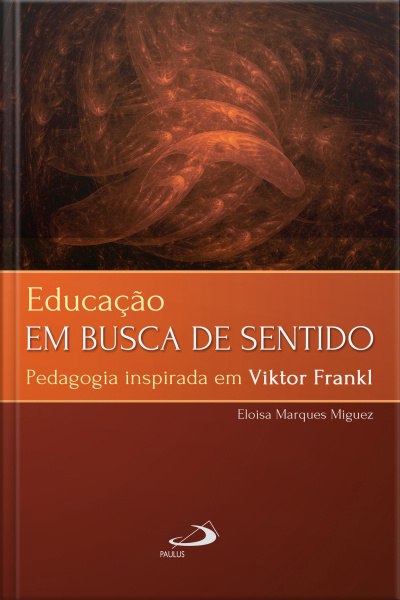 Educação
EM BUSCA DE SENTIDO
Pedagogia inspirada em Viktor Frankl
Eloisa Marques Miguez
PAULUS